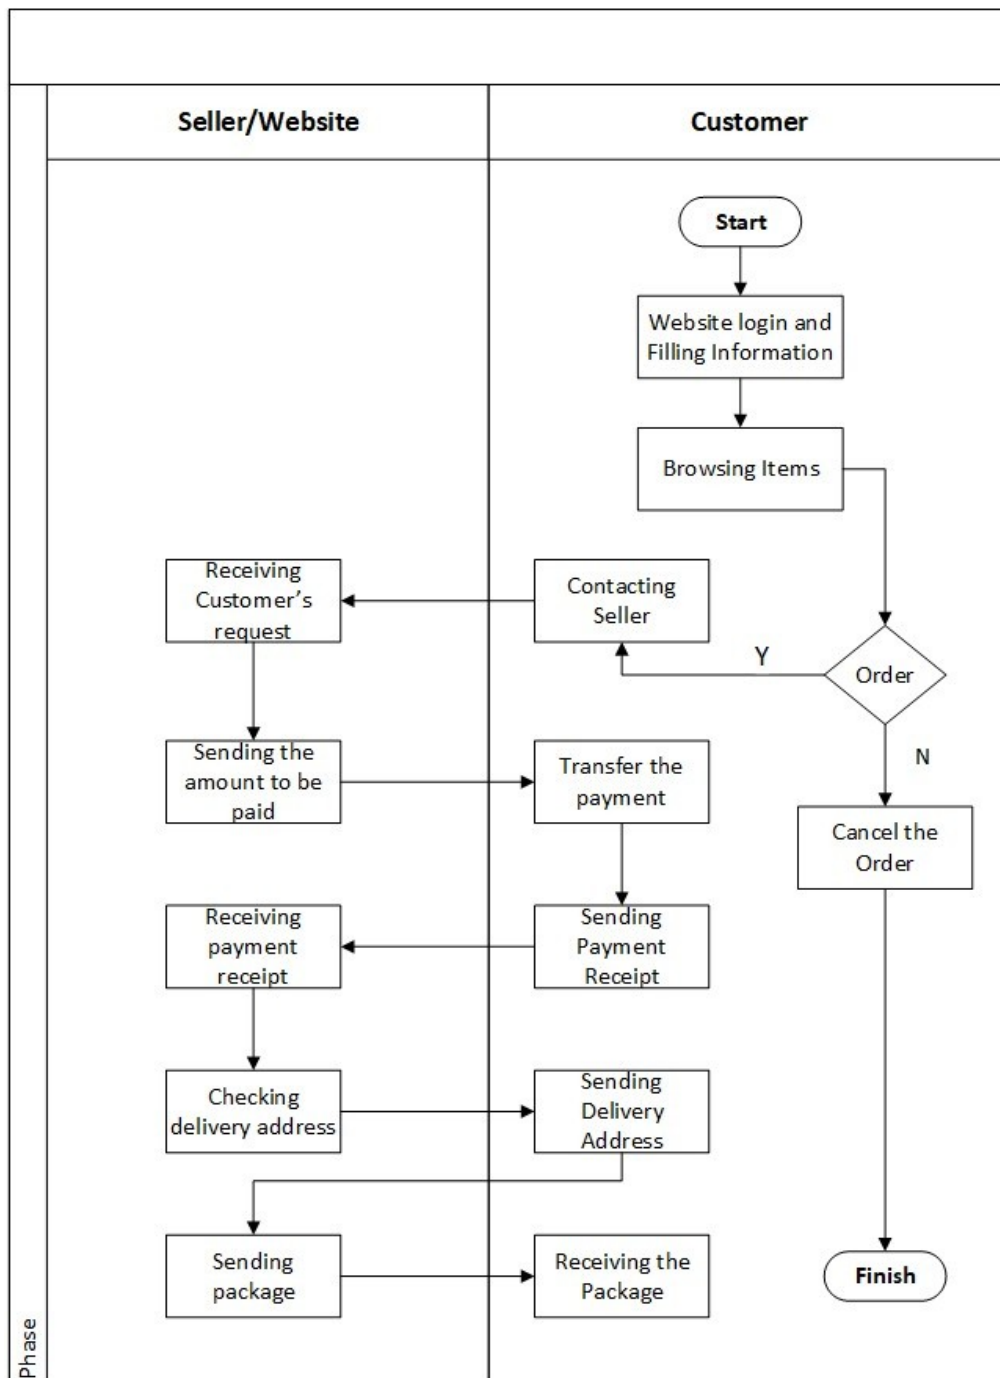 Seller/Website
Customer
Start
Website login and
Filling Information
Browsing Items
Receiving
Customer’s
request
Contacting
Seller
Y
Order
N
Sending the
amount to be
paid
Transfer the
payment
Cancel the
Order
Receiving
payment
receipt
Sending
Payment
Receipt
Checking
delivery address
Sending
Delivery
Address
Sending
package
Receiving the
Package
Finish
Phase